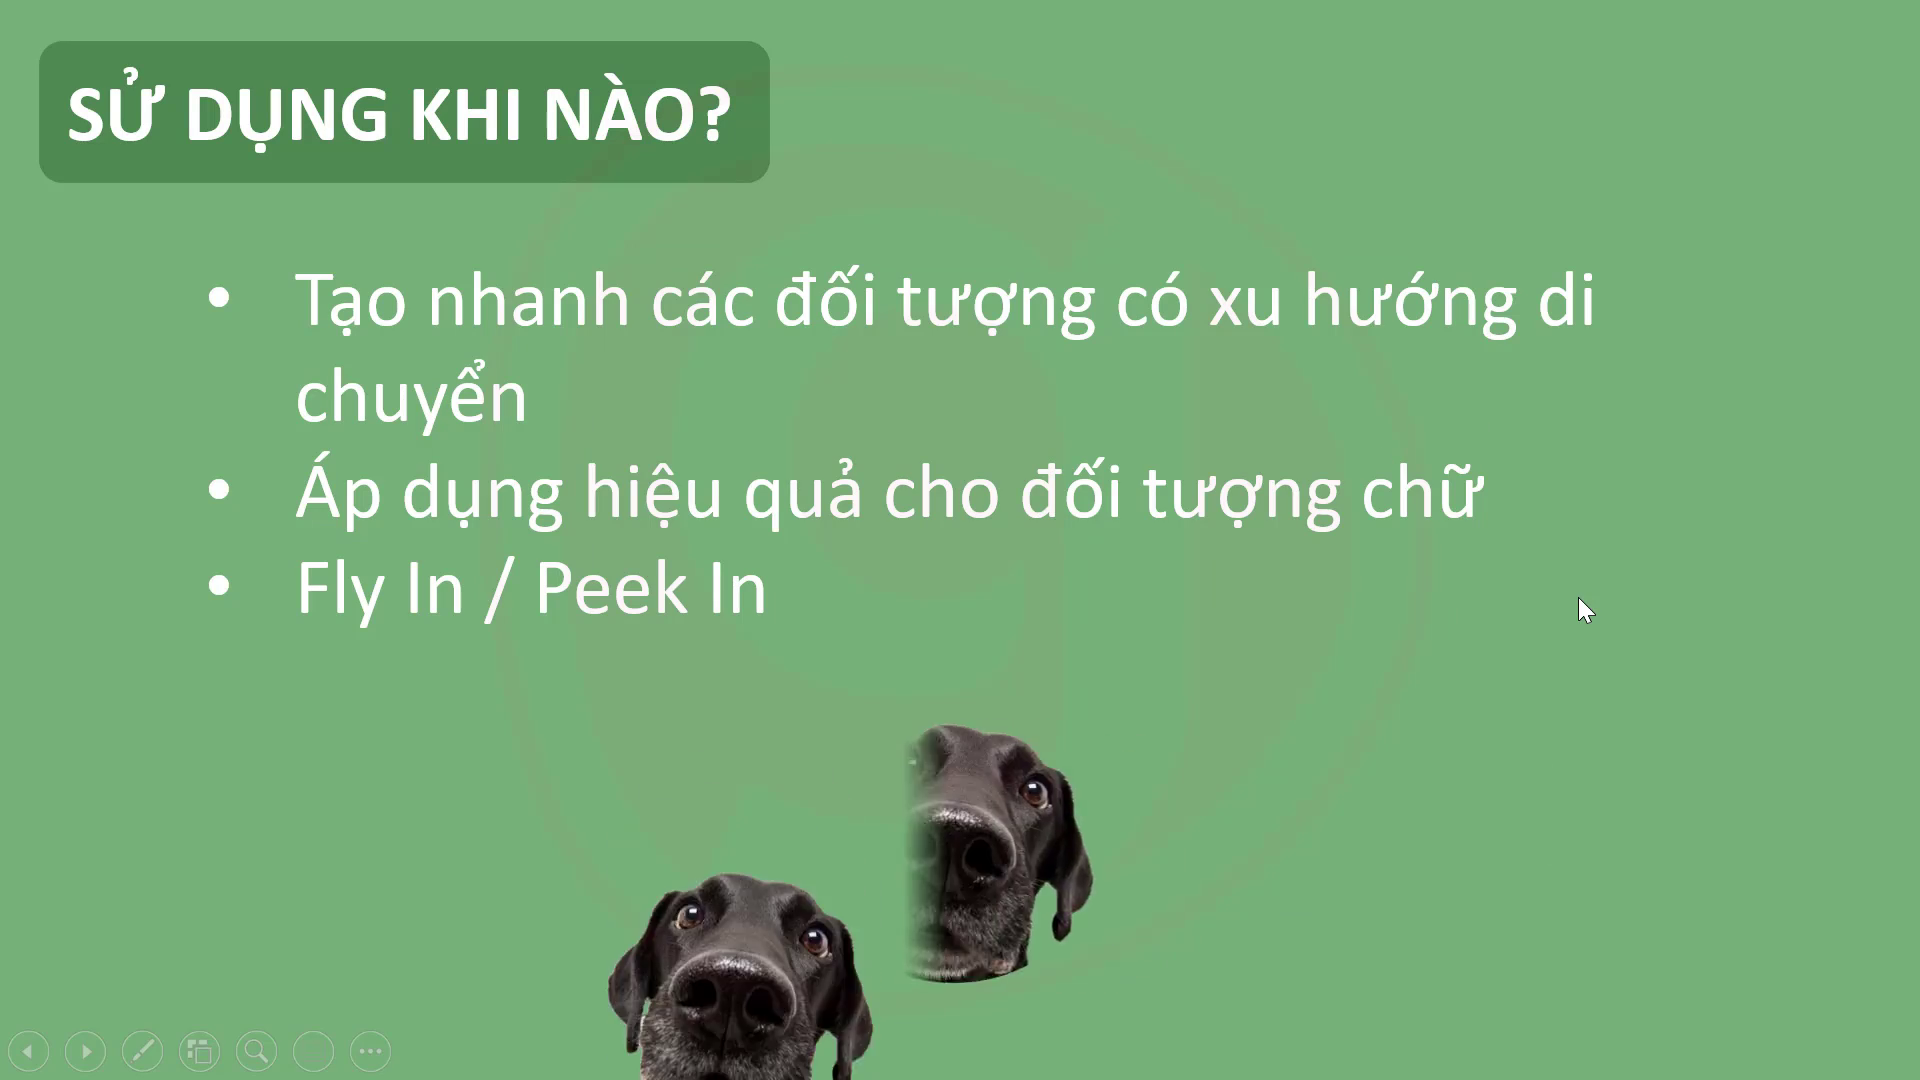 SỬ DỤNG KHI NÀO?
• Tạo nhanh các đối tượng có xu hướng di
chuyển
• Áp dụng hiệu quả cho đối tượng chữ
• Fly In / Peek In